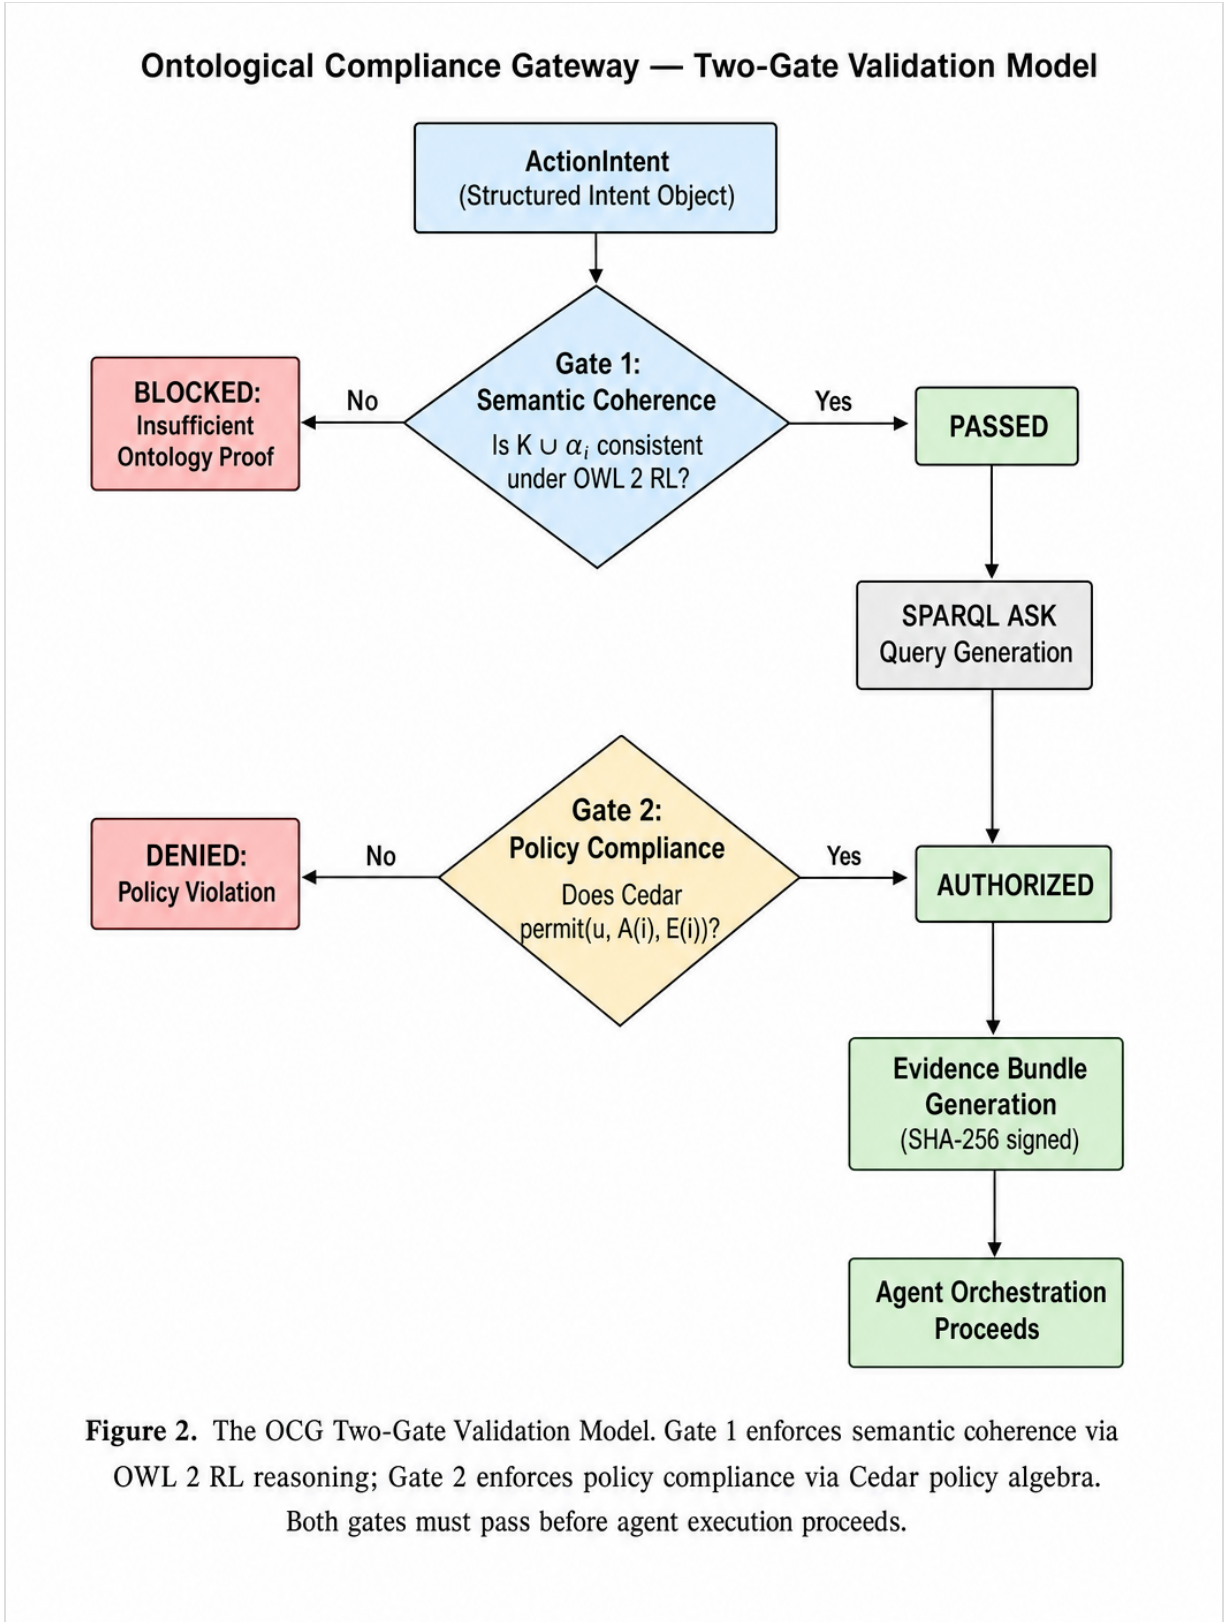 Ontological Compliance Gateway — Two-Gate Validation Model
ActionIntent
(Structured Intent Object)
Gate 1:
Semantic Coherence
Is K ∪ αᵢ consistent
under OWL 2 RL?
No
BLOCKED:
Insufficient
Ontology Proof
Yes
PASSED
SPARQL ASK
Query Generation
Gate 2:
Policy Compliance
Does Cedar
permit(u, A(i), E(i))?
No
DENIED:
Policy Violation
Yes
AUTHORIZED
Evidence Bundle
Generation
(SHA-256 signed)
Agent Orchestration
Proceeds
Figure 2. The OCG Two-Gate Validation Model. Gate 1 enforces semantic coherence via
OWL 2 RL reasoning; Gate 2 enforces policy compliance via Cedar policy algebra.
Both gates must pass before agent execution proceeds.